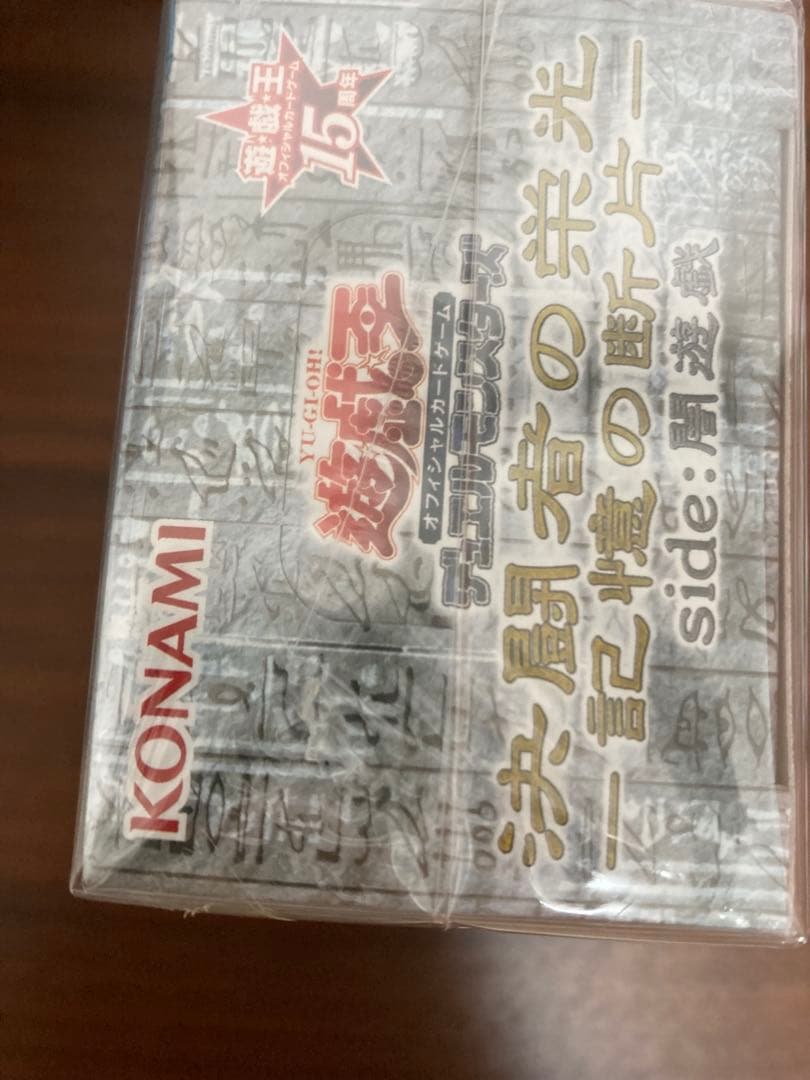 KONAMI
遊☆戯☆王
オフィシャルカードゲーム
15周年
YU-GI-OH!
遊戯王
オフィシャルカードゲーム
デュエルモンスターズ
決闘者の栄光
―記憶の断片―
side:闇遊戯